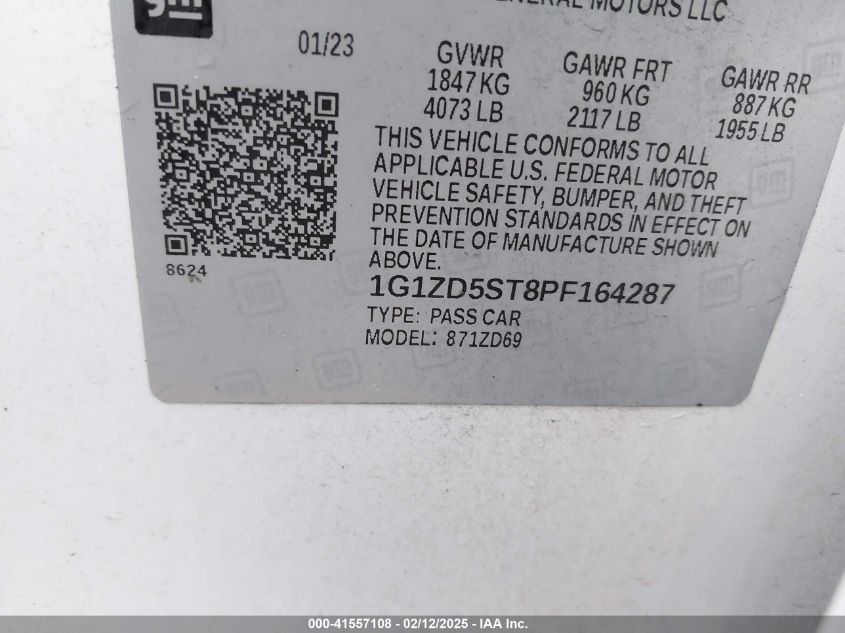 gm
GENERAL MOTORS LLC
01/23
GVWR
1847 KG
4073 LB
GAWR FRT
960 KG
2117 LB
GAWR RR
887 KG
1955 LB
THIS VEHICLE CONFORMS TO ALL
APPLICABLE U.S. FEDERAL MOTOR
VEHICLE SAFETY, BUMPER, AND THEFT
PREVENTION STANDARDS IN EFFECT ON
THE DATE OF MANUFACTURE SHOWN
ABOVE.
8624
1G1ZD5ST8PF164287
TYPE: PASS CAR
MODEL: 871ZD69
000-41557108 - 02/12/2025 - IAA Inc.